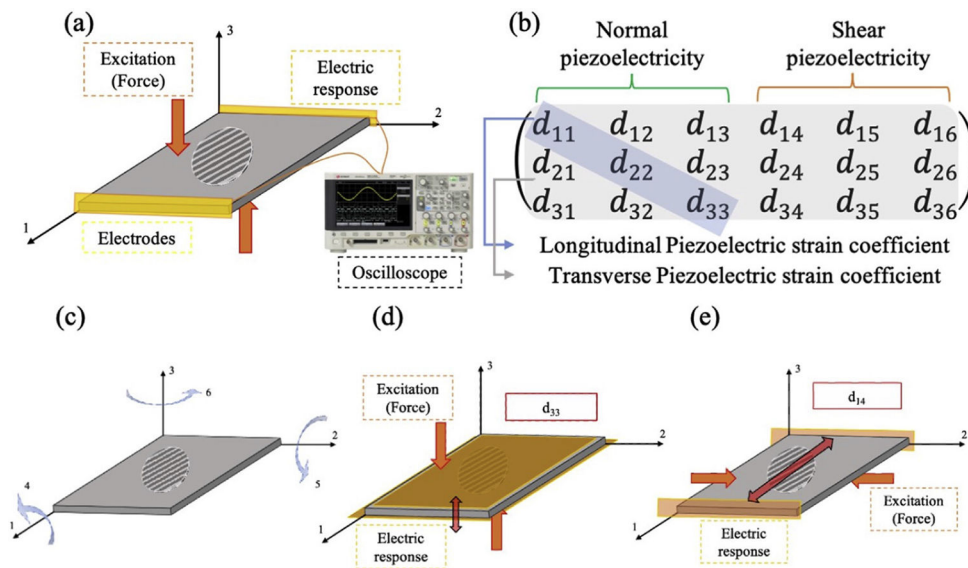 (a)
3
Excitation
(Force)
Electric
response
2
1
Electrodes
Oscilloscope
(b)
Normal
piezoelectricity
Shear
piezoelectricity
d11 d12 d13 d14 d15 d16
d21 d22 d23 d24 d25 d26
d31 d32 d33 d34 d35 d36
Longitudinal Piezoelectric strain coefficient
Transverse Piezoelectric strain coefficient
(c)
3
6
2
4
5
1
(d)
3
Excitation
(Force)
d33
2
1
Electric
response
(e)
3
d14
2
1
Excitation
(Force)
Electric
response